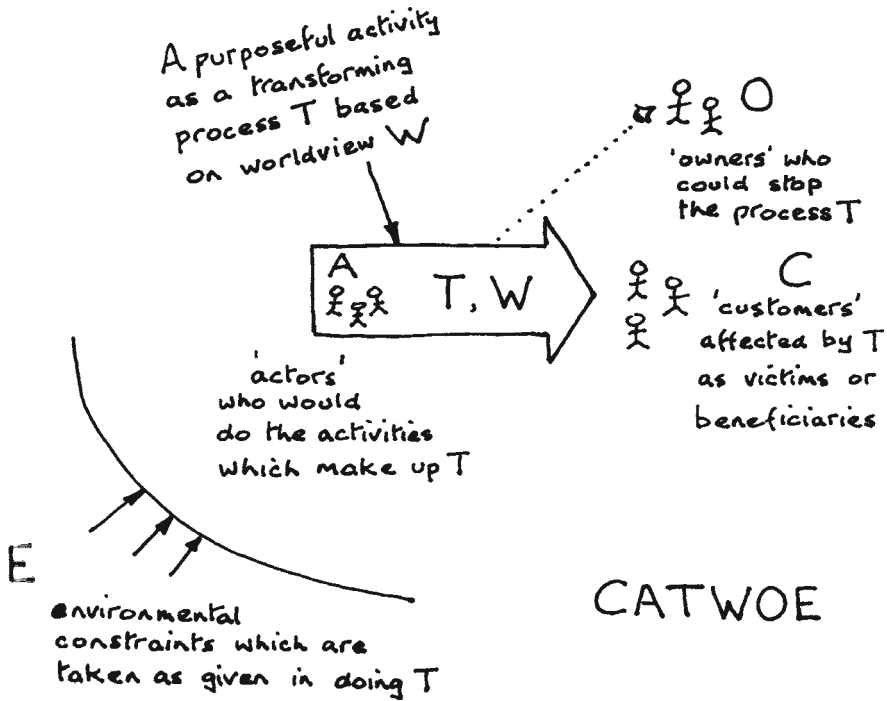 A purposeful activity
as a transforming
process T based
on worldview W
O
'owners' who
could stop
the process T
A
T, W
C
'customers'
affected by T
as victims or
beneficiaries
'actors'
who would
do the activities
which make up T
E
environmental
constraints which are
taken as given in doing T
CATWOE